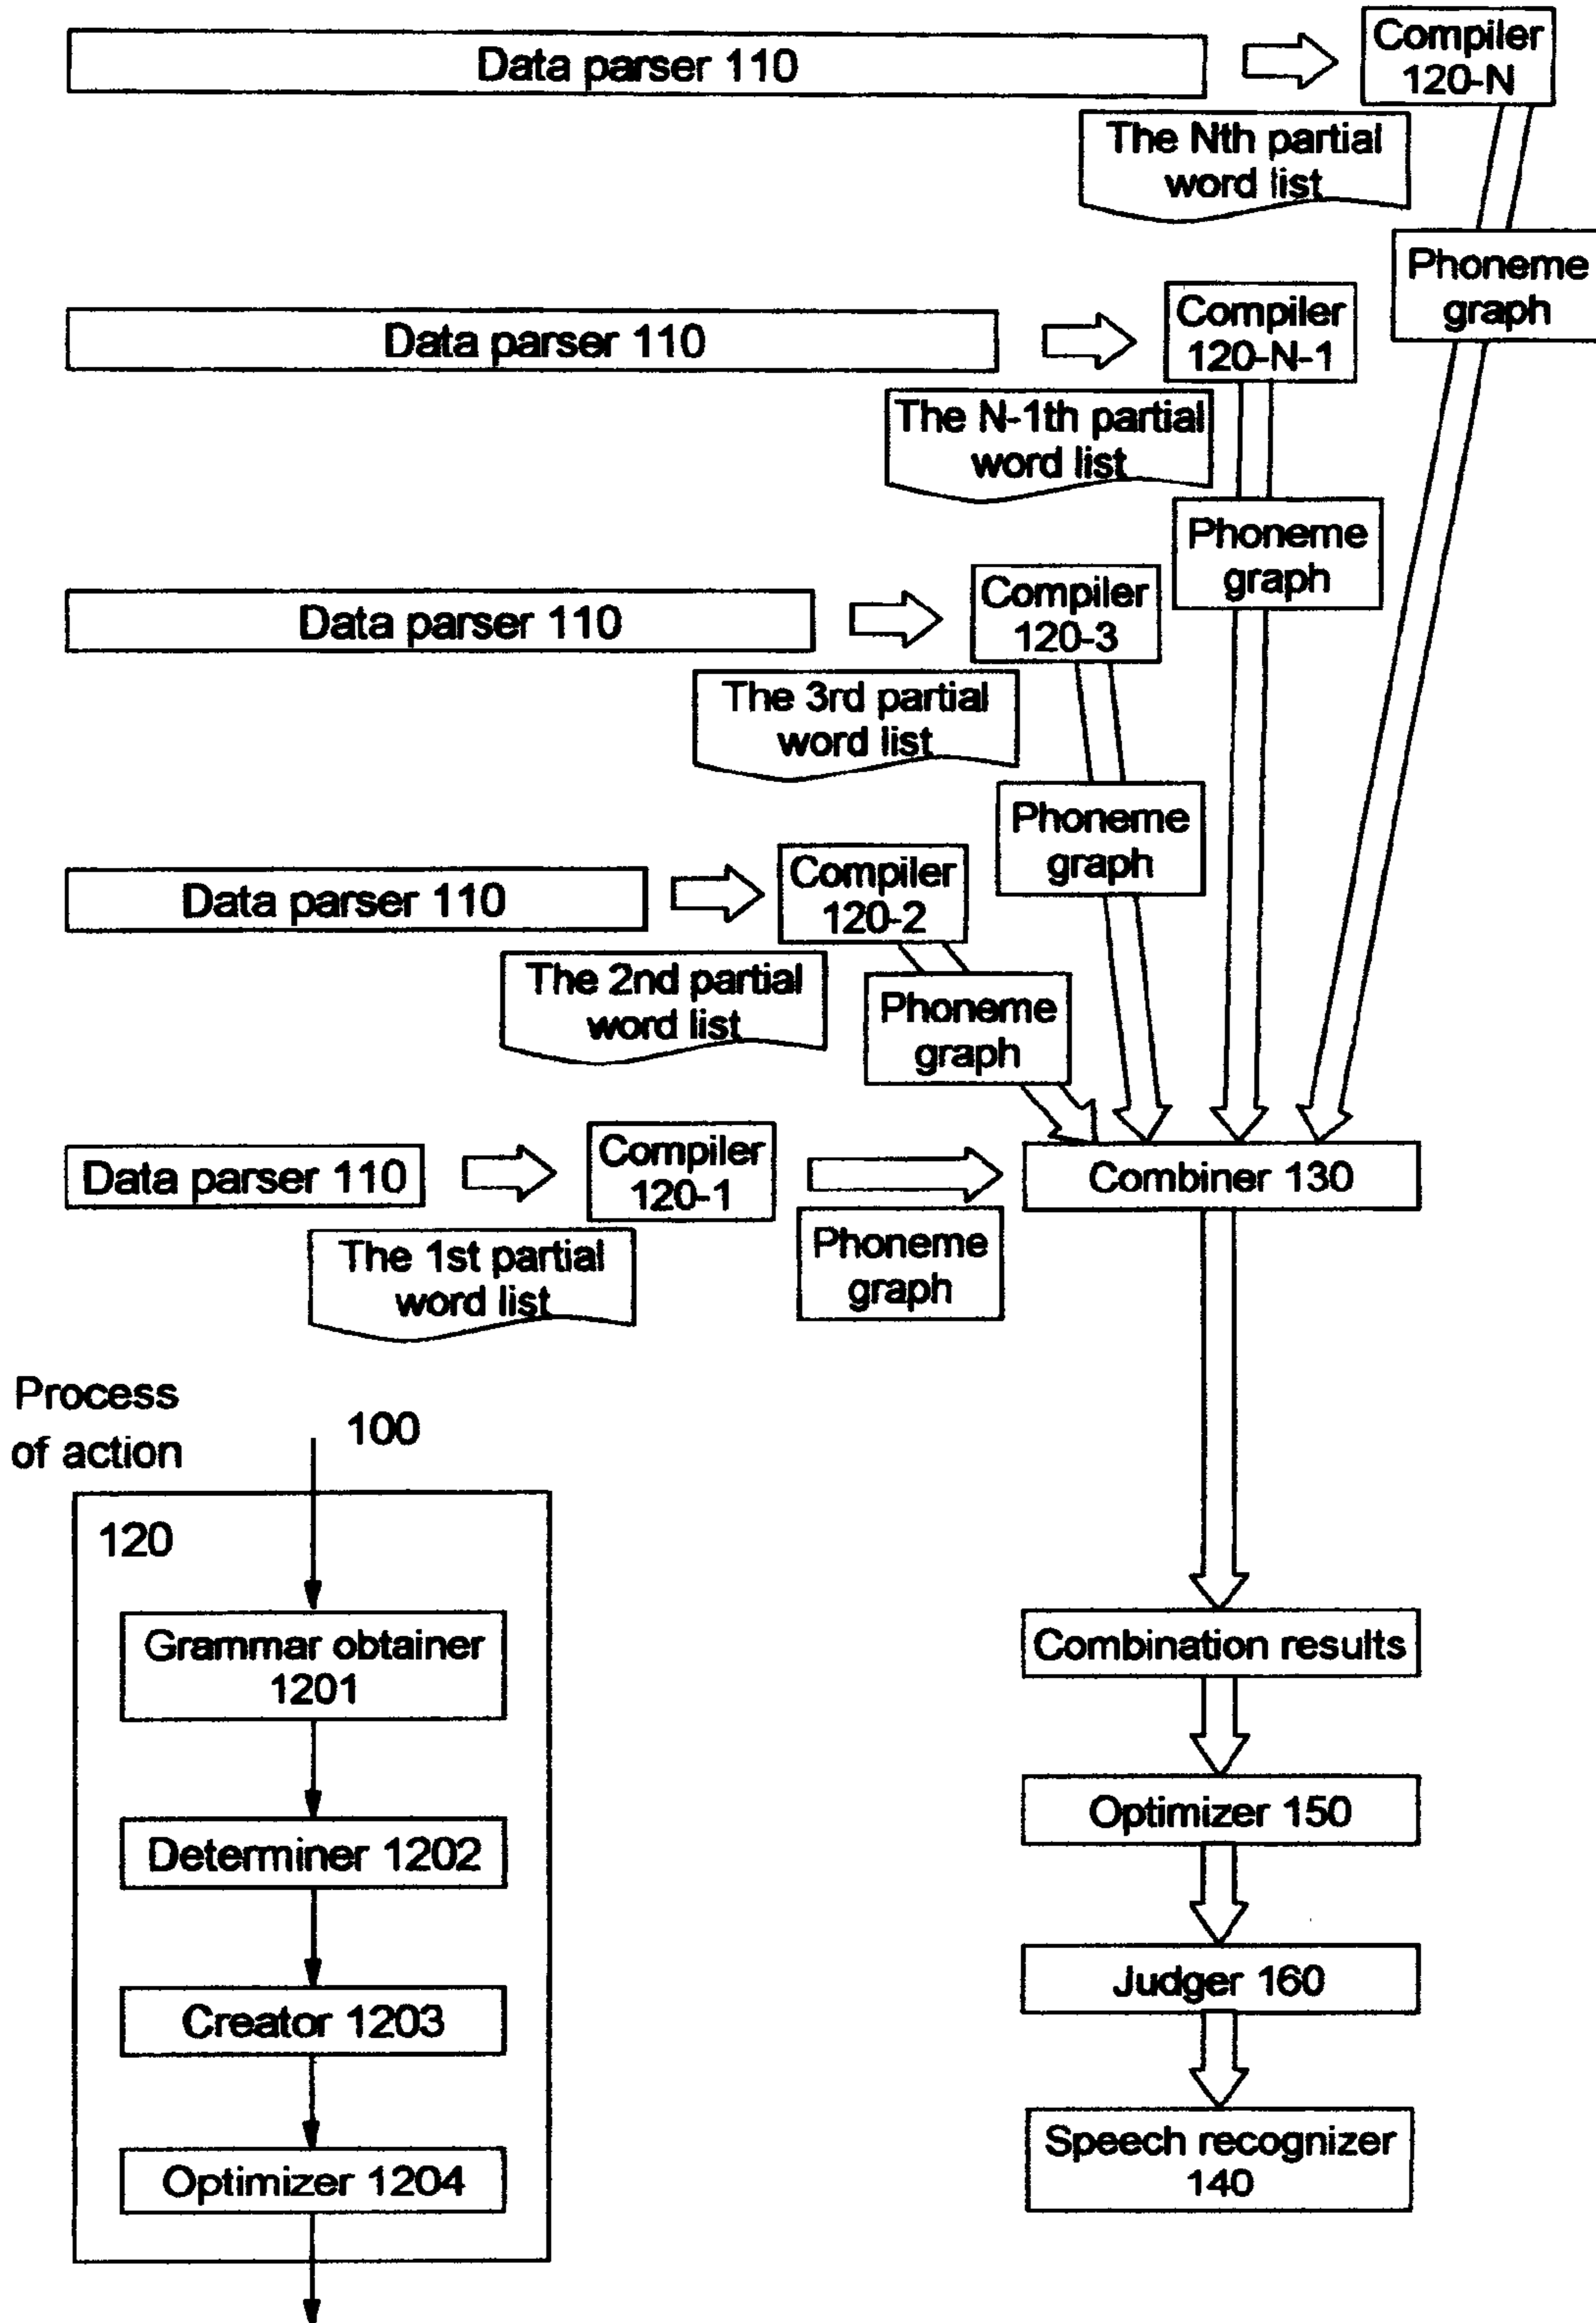 Data parser 110
Compiler
120-N
The Nth partial
word list
Phoneme
graph
Data parser 110
Compiler
120-N-1
The N-1th partial
word list
Phoneme
graph
Data parser 110
Compiler
120-3
The 3rd partial
word list
Phoneme
graph
Data parser 110
Compiler
120-2
The 2nd partial
word list
Phoneme
graph
Data parser 110
Compiler
120-1
The 1st partial
word list
Phoneme
graph
Combiner 130
Process
of action
100
120
Grammar obtainer
1201
Determiner 1202
Creator 1203
Optimizer 1204
Combination results
Optimizer 150
Judger 160
Speech recognizer
140